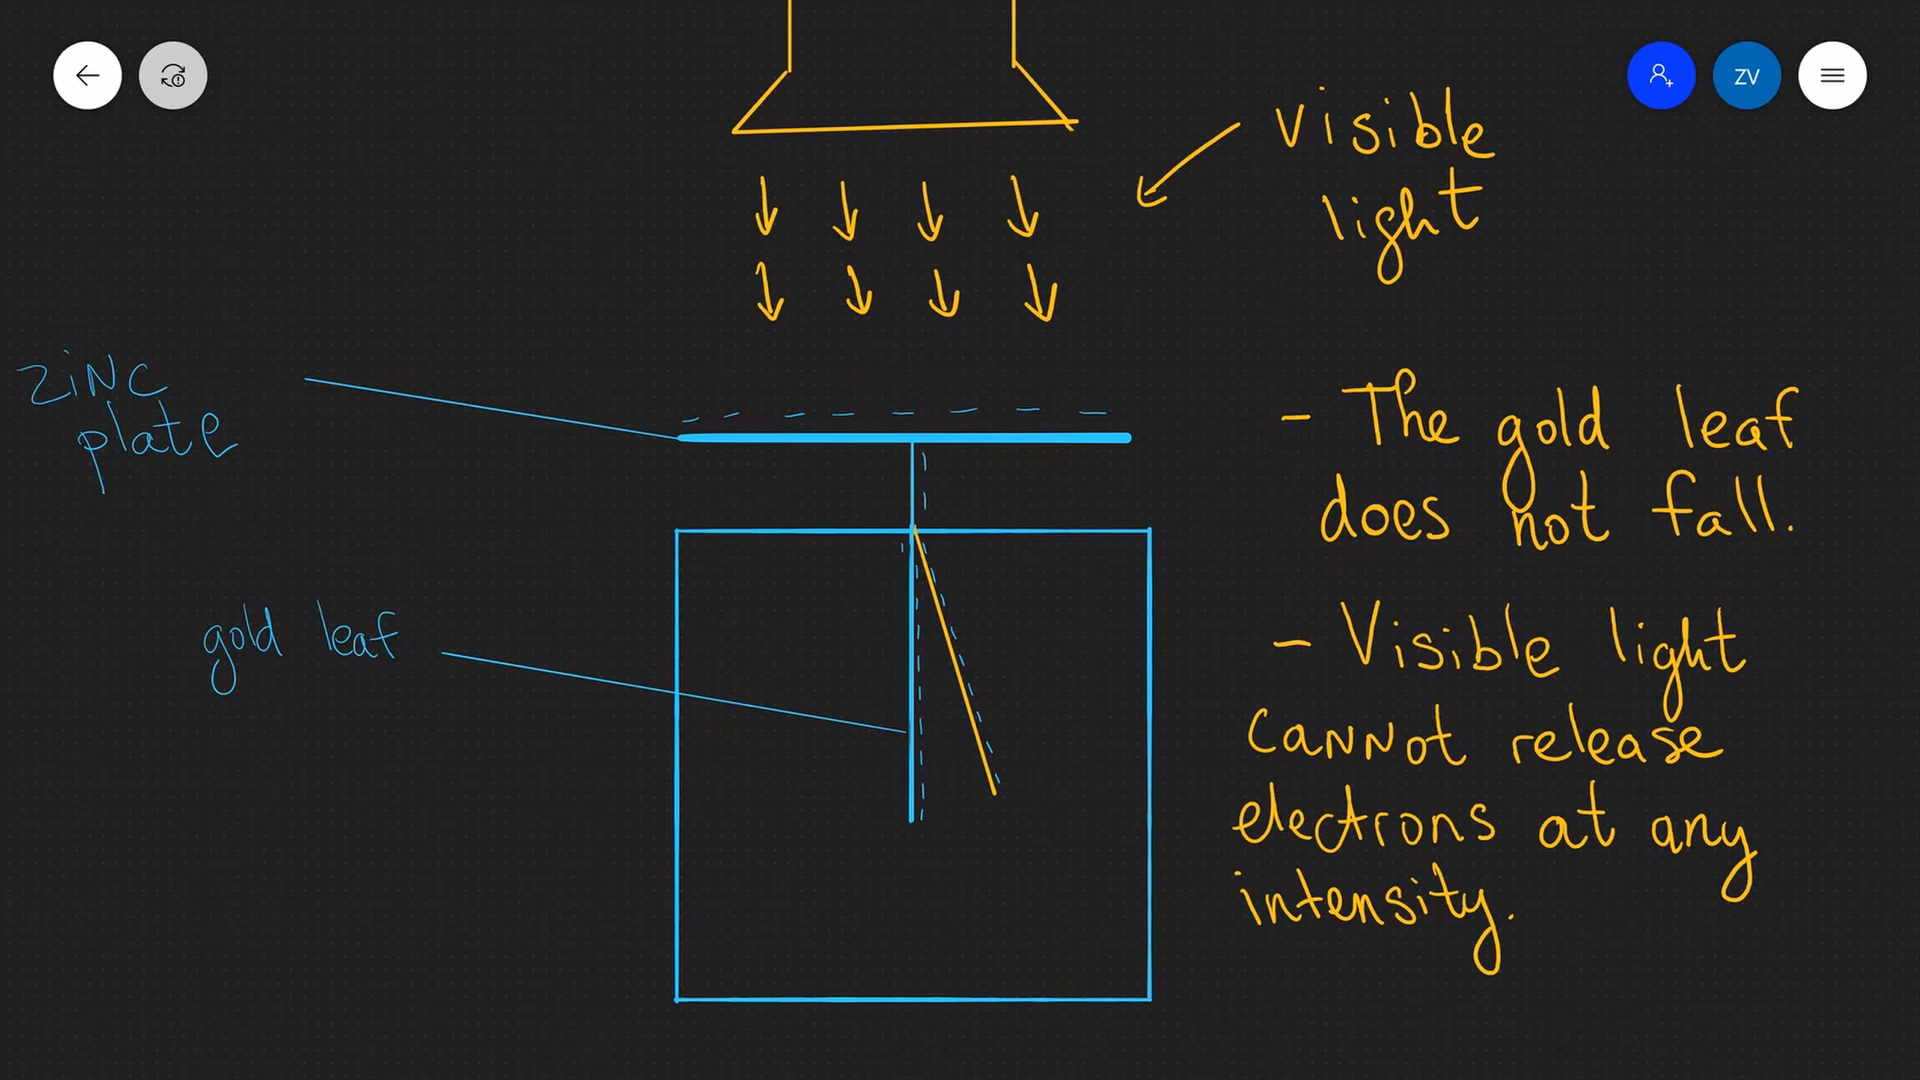 ZV
visible
light
zinc
plate
- The gold leaf
does not fall.
gold leaf
- Visible light
cannot release
electrons at any
intensity.